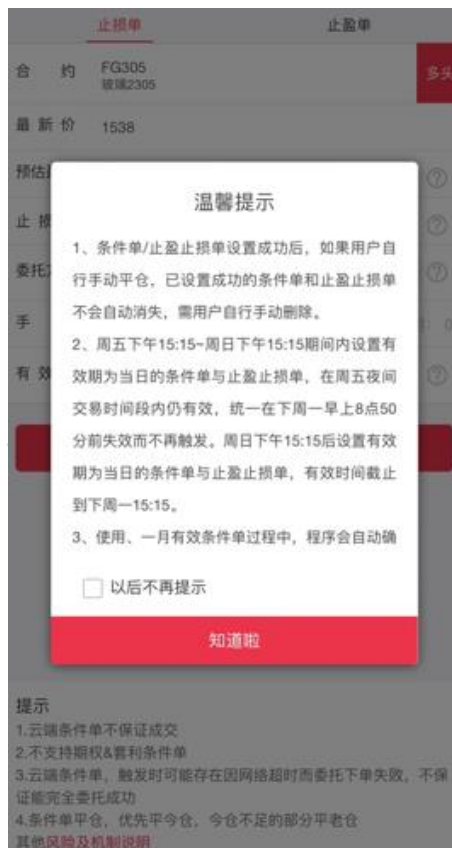 止损单 止盈单
合 约 FG305
玻璃2305
多头
最 新 价 1538
预估
温馨提示
止 损
1、条件单/止盈止损单设置成功后，如果用户自
委托
行手动平仓，已设置成功的条件单和止盈止损单
不会自动消失，需用户自行手动删除。
手 0
2、周五下午15:15~周日下午15:15期间内设置有
有 效
效期为当日的条件单与止盈止损单，在周五夜间
交易时间段内仍有效，统一在下周一早上8点50
分前失效而不再触发。周日下午15:15后设置有效
期为当日的条件单与止盈止损单，有效时间截止
到下周一15:15。
3、使用、一月有效条件单过程中，程序会自动确
以后不再提示
知道啦
提示
1.云端条件单不保证成交
2.不支持期权&套利条件单
3.云端条件单，触发时可能存在因网络超时而委托下单失败，不保
证能完全委托成功
4.条件单平仓，优先平今仓，今仓不足的部分平老仓
其他风险及机制说明